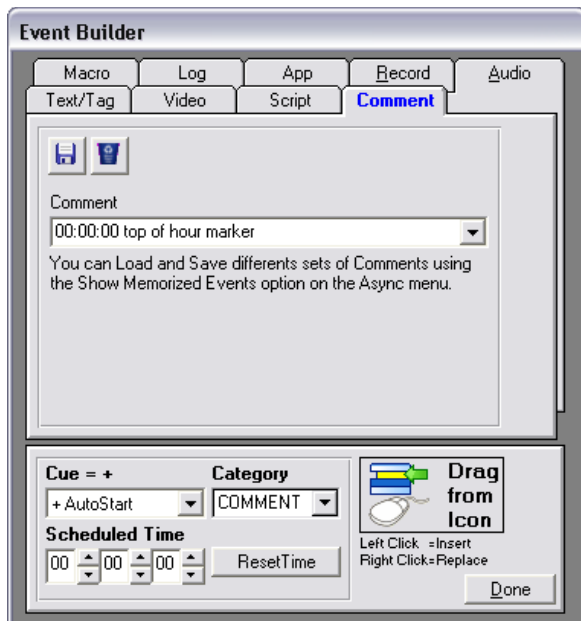 Event Builder
Macro Log App Record Audio
Text/Tag Video Script Comment
Comment
00:00:00 top of hour marker
You can Load and Save differents sets of Comments using
the Show Memorized Events option on the Async menu.
Cue = + Category
+ AutoStart COMMENT
Scheduled Time
00 00 00 ResetTime
Drag
from
Icon
Left Click =Insert
Right Click=Replace
Done